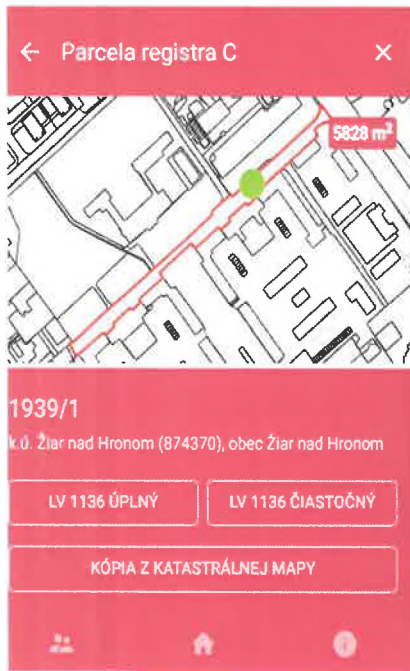 Parcela registra C
5828 m²
1939/1
k.ú. Žiar nad Hronom (874370), obec Žiar nad Hronom
LV 1136 ÚPLNÝ
LV 1136 ČIASTOČNÝ
KÓPIA Z KATASTRÁLNEJ MAPY